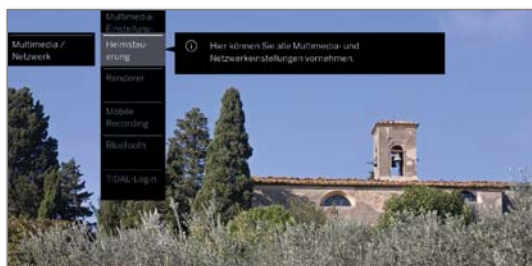 Multimedia-
Einstellung
Multimedia /
Netzwerk
Heimsteu-
erung
Hier können Sie alle Multimedia- und
Netzwerkeinstellungen vornehmen.
Renderer
Mobile
Recording
Bluetooth
TIDAL-Login